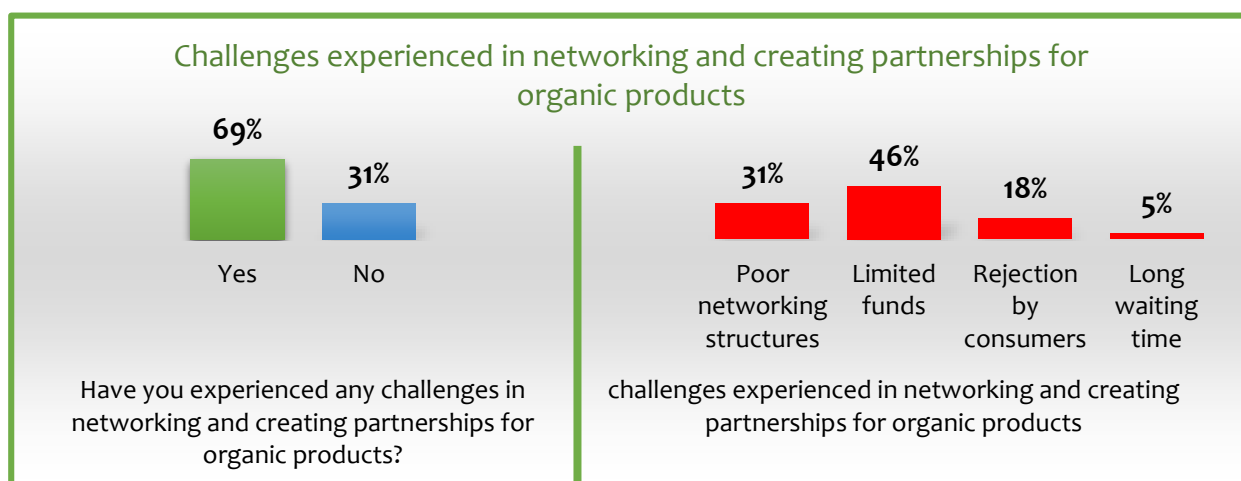 Challenges experienced in networking and creating partnerships for
organic products
69%
31%
Yes
No
Have you experienced any challenges in
networking and creating partnerships for
organic products?
31%
46%
18%
5%
Poor
networking
structures
Limited
funds
Rejection
by
consumers
Long
waiting
time
challenges experienced in networking and creating
partnerships for organic products